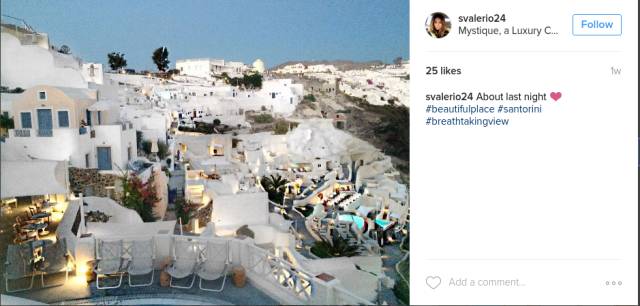 svalerio24
Follow
Mystique, a Luxury C...
25 likes
1w
svalerio24 About last night
#beautifulplace #santorini
#breathtakingview
Add a comment...